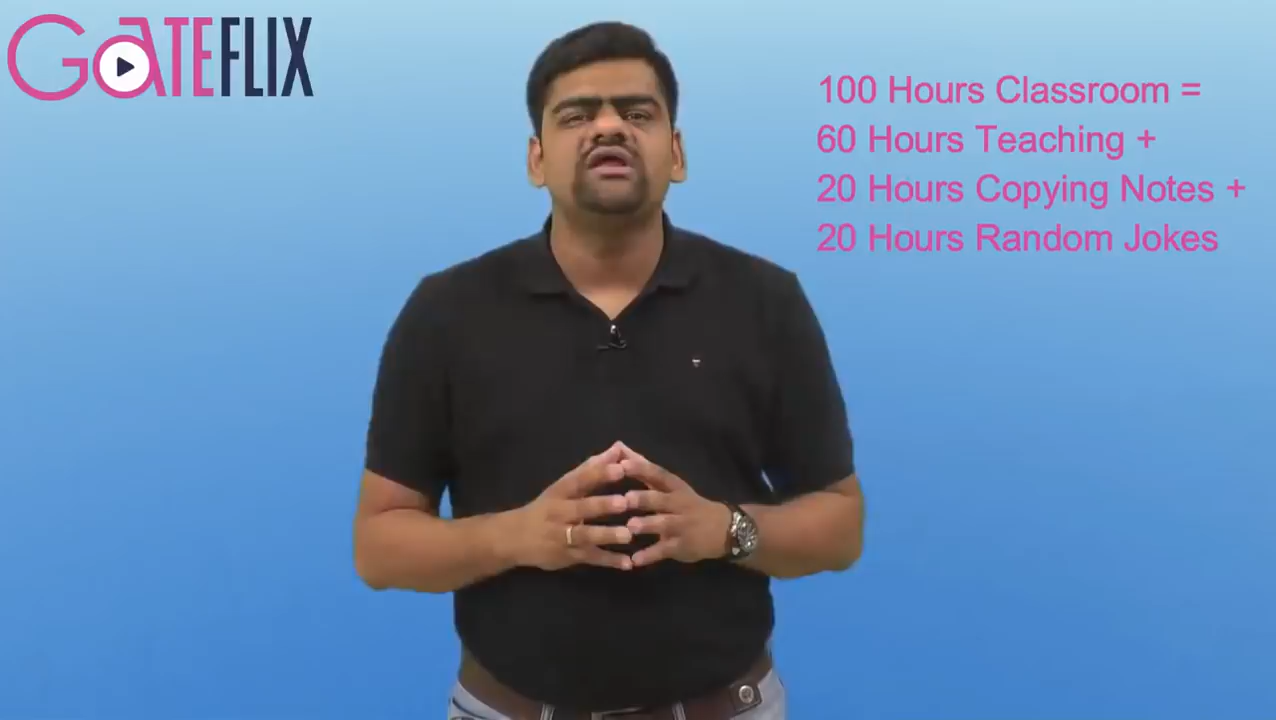 GATEFLIX
100 Hours Classroom =
60 Hours Teaching +
20 Hours Copying Notes +
20 Hours Random Jokes